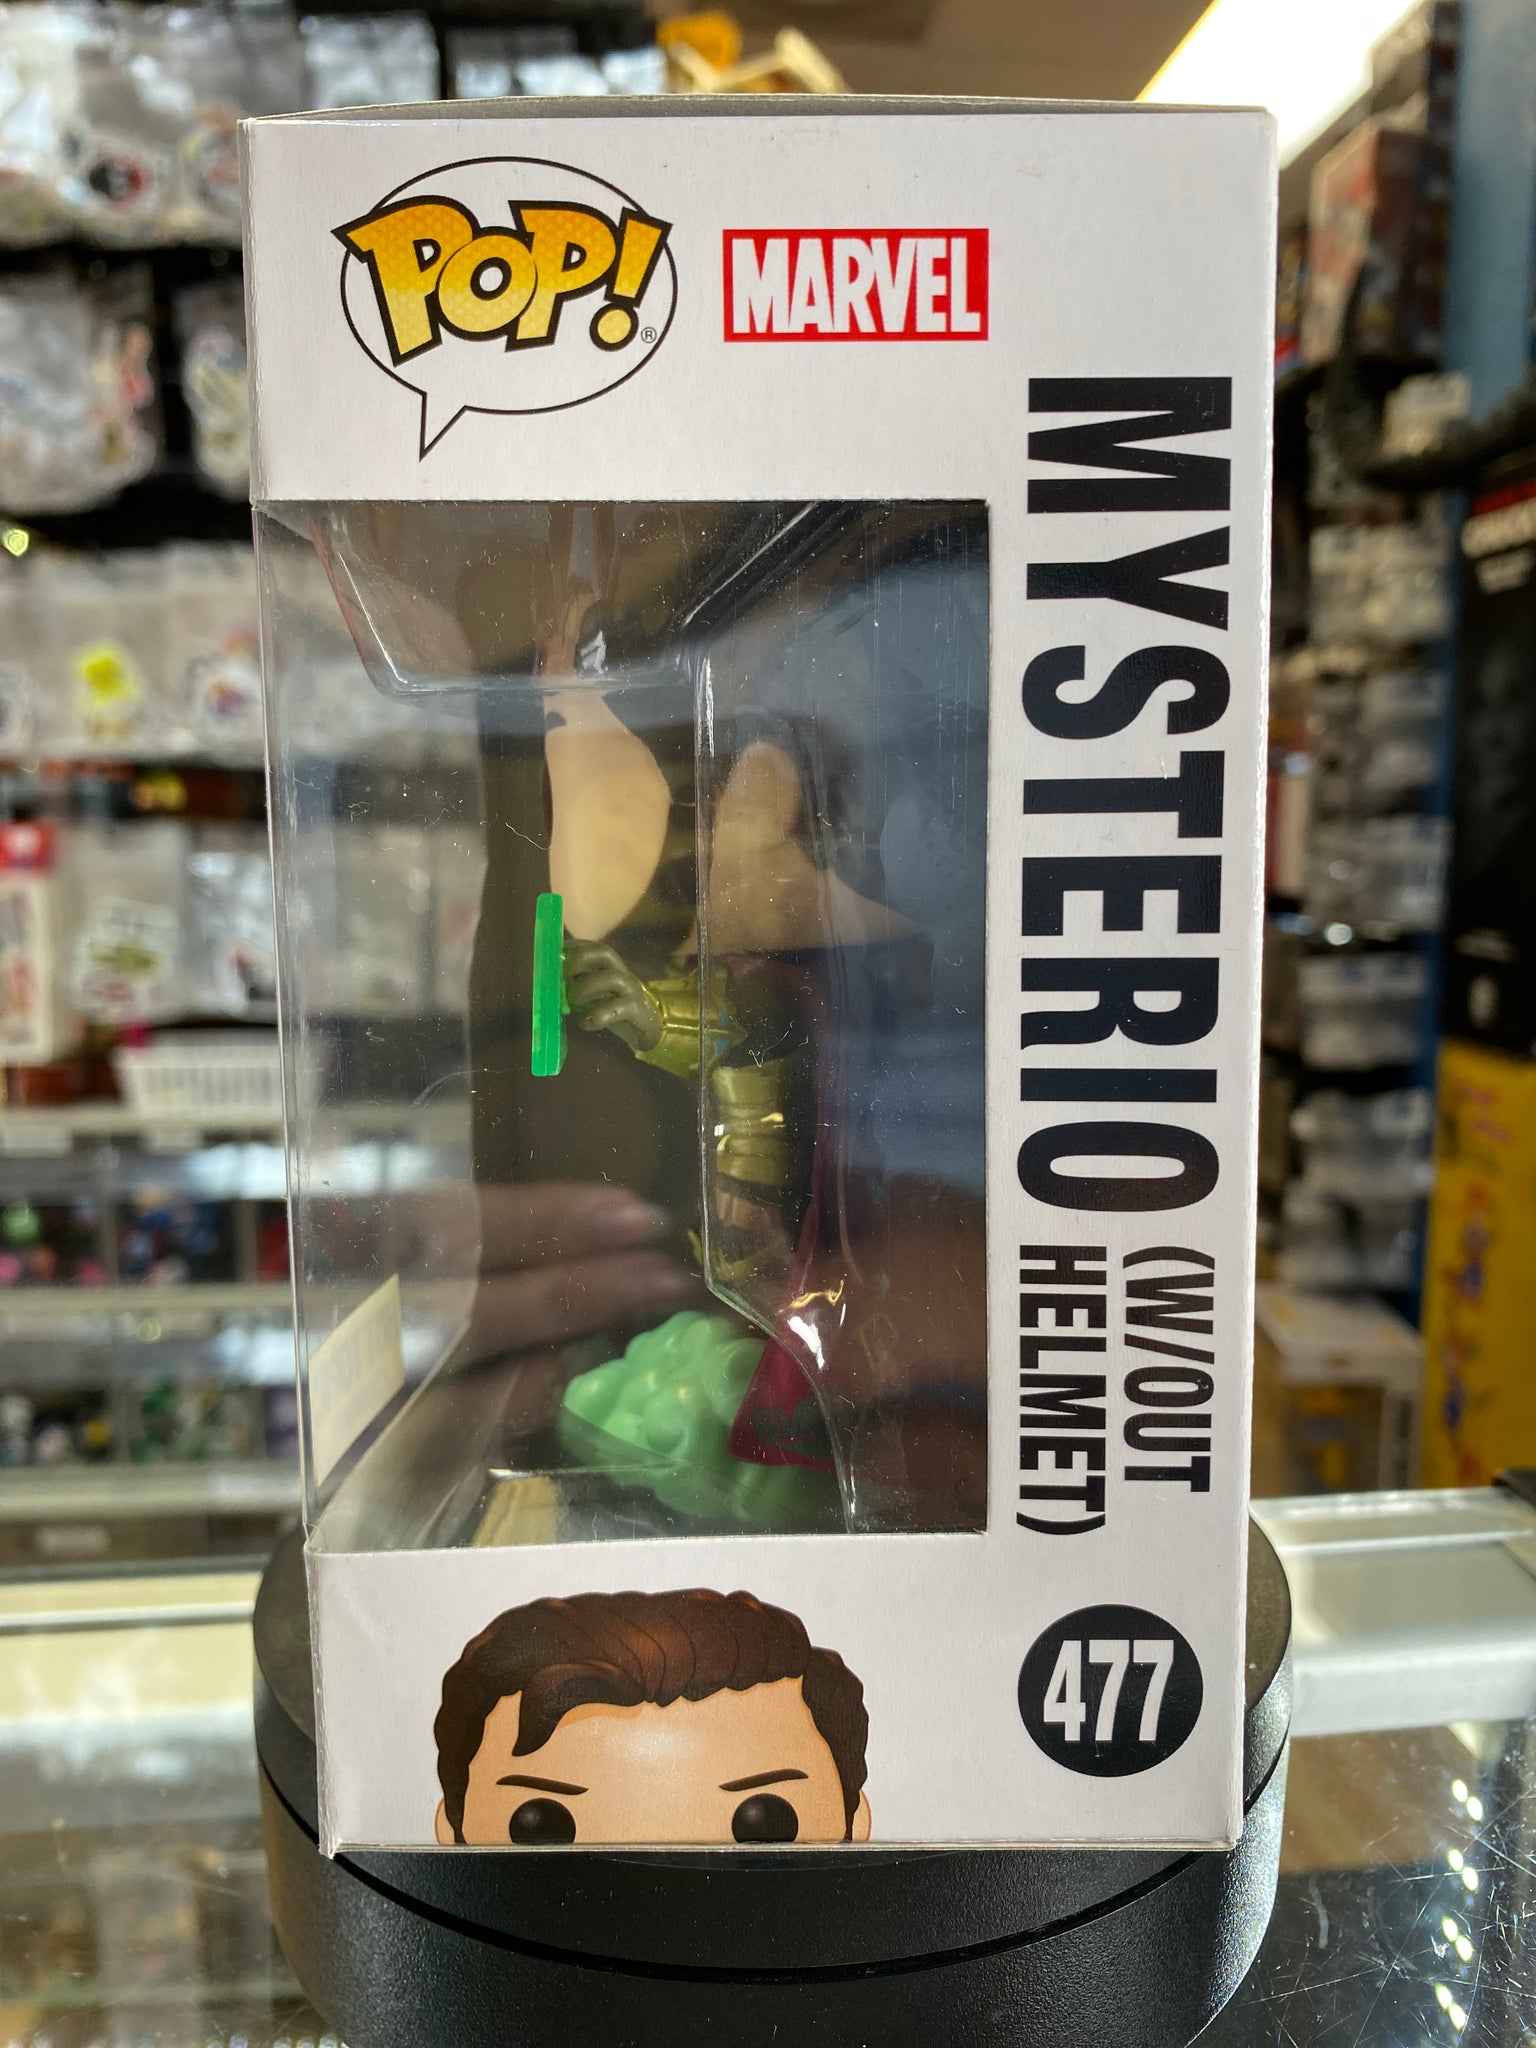 POP!®
MARVEL
MYSTERIO
(W/OUT
HELMET)
477